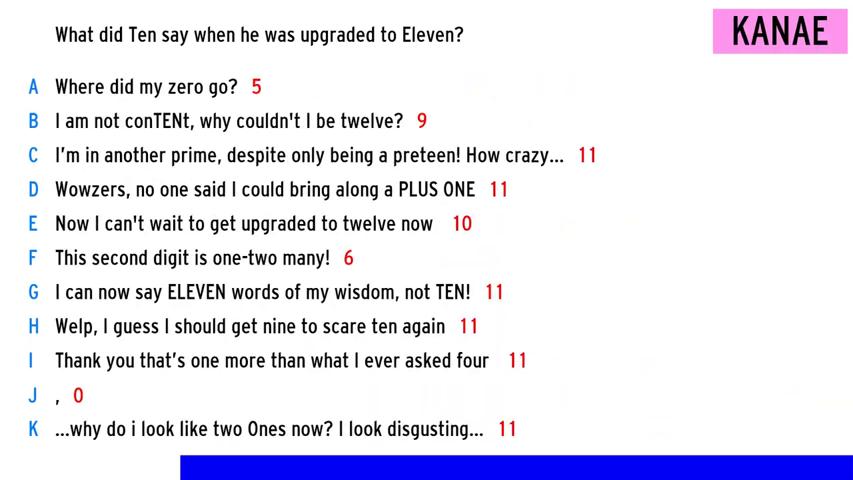 What did Ten say when he was upgraded to Eleven?
KANAE
A Where did my zero go? 5
B I am not conTENt, why couldn't I be twelve? 9
C I'm in another prime, despite only being a preteen! How crazy... 11
D Wowzers, no one said I could bring along a PLUS ONE 11
E Now I can't wait to get upgraded to twelve now 10
F This second digit is one-two many! 6
G I can now say ELEVEN words of my wisdom, not TEN! 11
H Welp, I guess I should get nine to scare ten again 11
I Thank you that's one more than what I ever asked four 11
J , 0
K ...why do i look like two Ones now? I look disgusting... 11